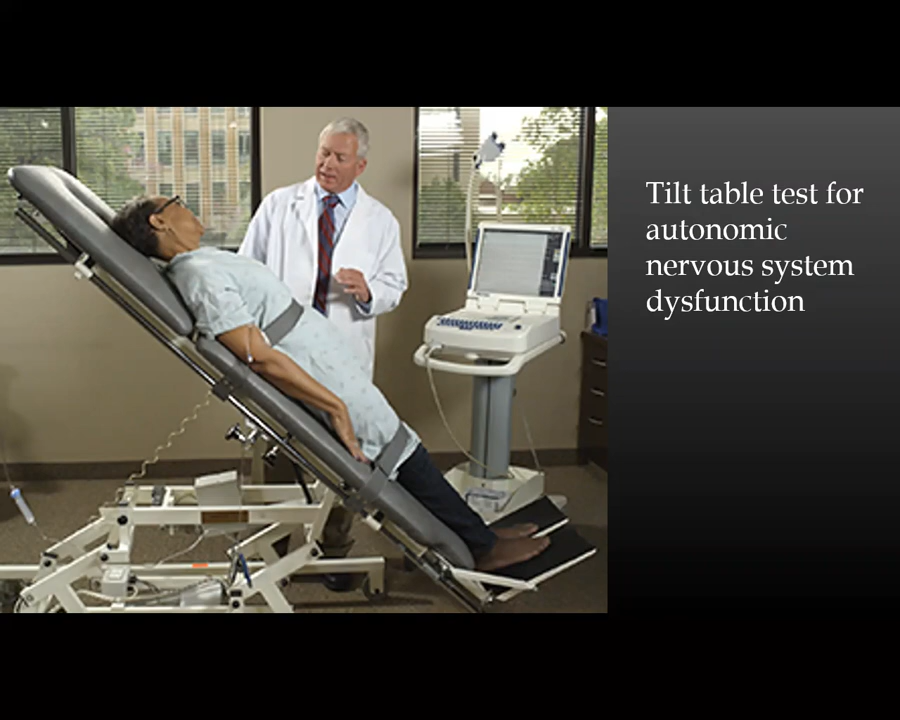 Tilt table test for
autonomic
nervous system
dysfunction